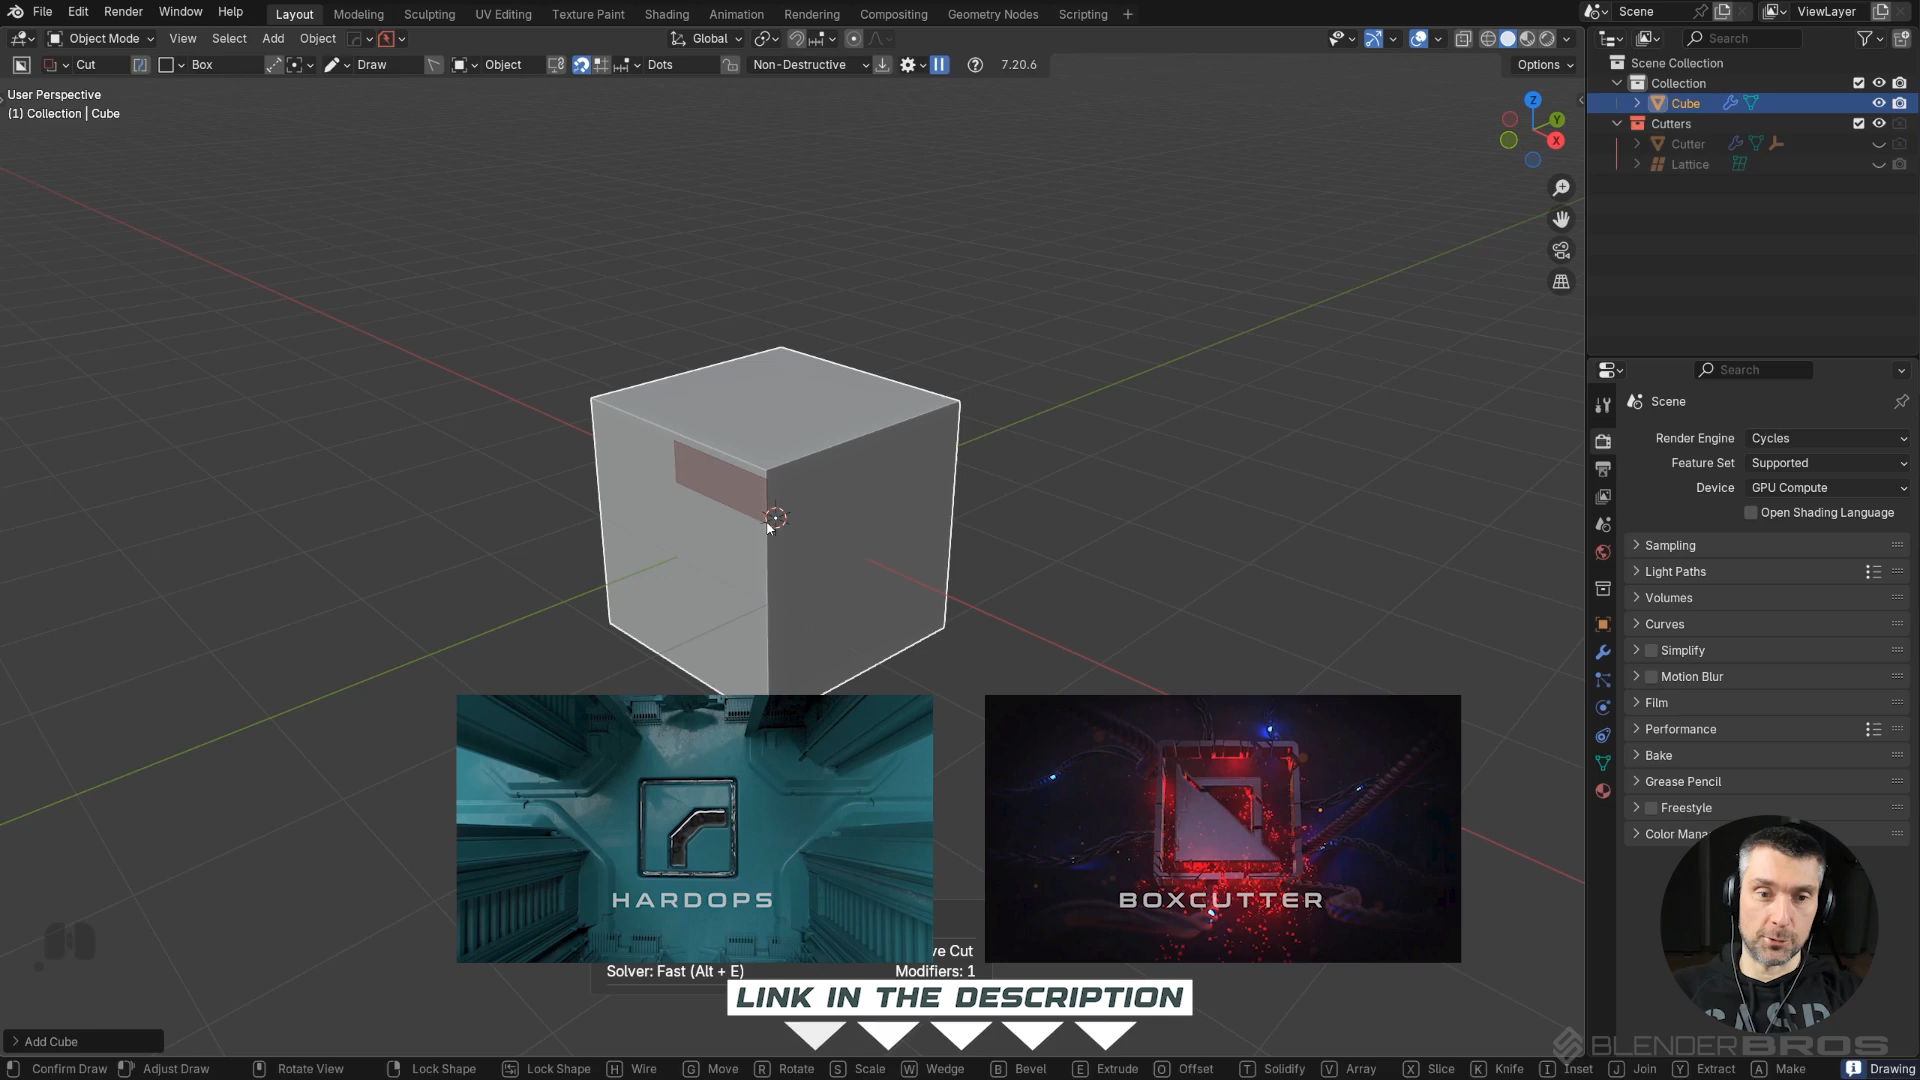 File Edit Render Window Help Layout Modeling Sculpting UV Editing Texture Paint Shading Animation Rendering Compositing Geometry Nodes Scripting + Scene ViewLayer
Object Mode View Select Add Object Global Search
Cut Box Draw Object Dots Non-Destructive 7.20.6 Options
User Perspective
(1) Collection | Cube
Scene Collection
Collection
Cube
Cutters
Cutter
Lattice
Z
Y
X
Search
Scene
Render Engine Cycles
Feature Set Supported
Device GPU Compute
Open Shading Language
Sampling
Light Paths
Volumes
Curves
Simplify
Motion Blur
Film
Performance
Bake
Grease Pencil
Freestyle
Color Mana
HARDOPS
BOXCUTTER
ve Cut
Solver: Fast (Alt + E) Modifiers: 1
LINK IN THE DESCRIPTION
Add Cube
BLENDERBROS
Confirm Draw Adjust Draw Rotate View Lock Shape Lock Shape H Wire G Move R Rotate S Scale W Wedge B Bevel E Extrude O Offset T Solidify V Array X Slice K Knife I Inset J Join Y Extract A Make Drawing